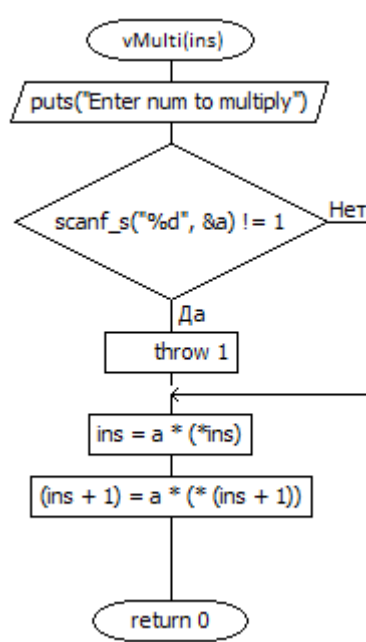 vMulti(ins)
puts("Enter num to multiply")
scanf_s("%d", &a) != 1
Нет
Да
throw 1
ins = a * (*ins)
(ins + 1) = a * (* (ins + 1))
return 0